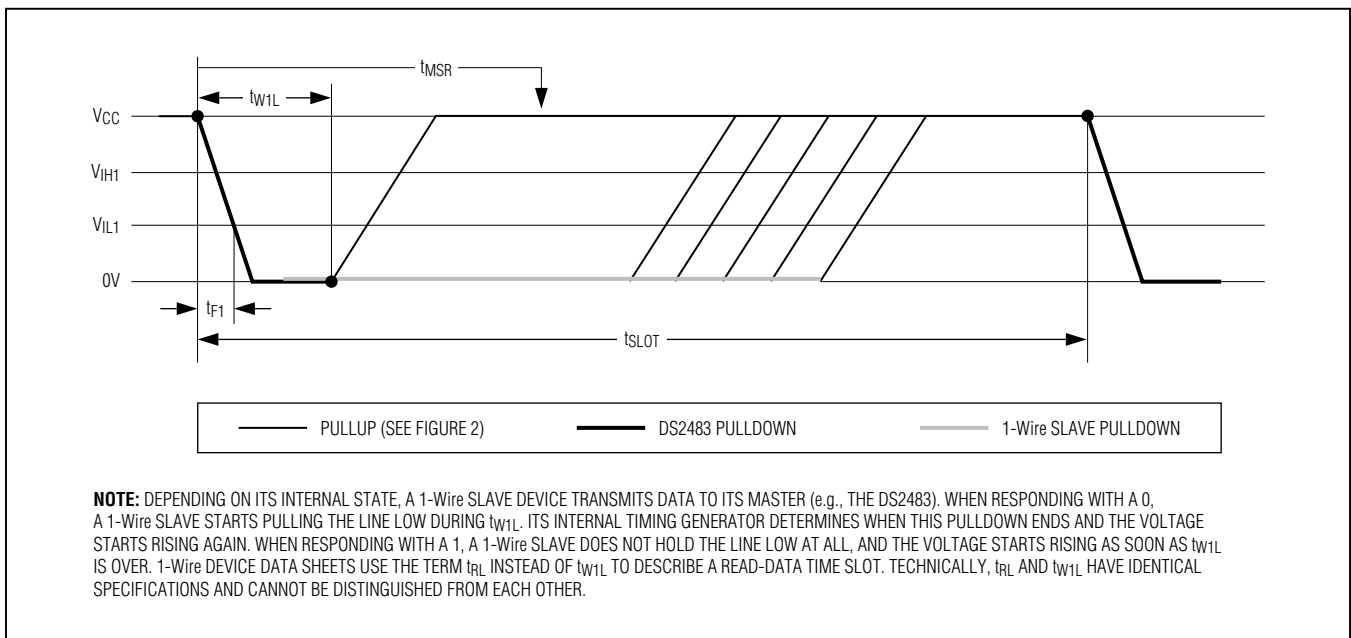 tMSR
tW1L
VCC
VIH1
VIL1
0V
tF1
tSLOT
PULLUP (SEE FIGURE 2) DS2483 PULLDOWN 1-Wire SLAVE PULLDOWN
NOTE: DEPENDING ON ITS INTERNAL STATE, A 1-Wire SLAVE DEVICE TRANSMITS DATA TO ITS MASTER (e.g., THE DS2483). WHEN RESPONDING WITH A 0,
A 1-Wire SLAVE STARTS PULLING THE LINE LOW DURING tW1L. ITS INTERNAL TIMING GENERATOR DETERMINES WHEN THIS PULLDOWN ENDS AND THE VOLTAGE
STARTS RISING AGAIN. WHEN RESPONDING WITH A 1, A 1-Wire SLAVE DOES NOT HOLD THE LINE LOW AT ALL, AND THE VOLTAGE STARTS RISING AS SOON AS tW1L
IS OVER. 1-Wire DEVICE DATA SHEETS USE THE TERM tRL INSTEAD OF tW1L TO DESCRIBE A READ-DATA TIME SLOT. TECHNICALLY, tRL AND tW1L HAVE IDENTICAL
SPECIFICATIONS AND CANNOT BE DISTINGUISHED FROM EACH OTHER.